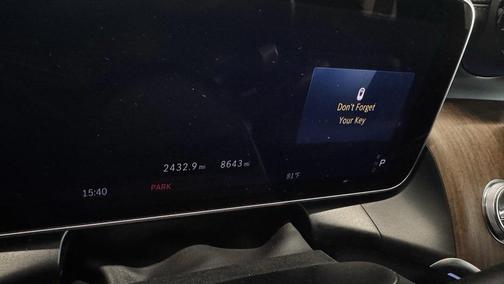 Don't Forget
Your Key
2432.9 mi 8643 mi
81°F
P
15:40
PARK